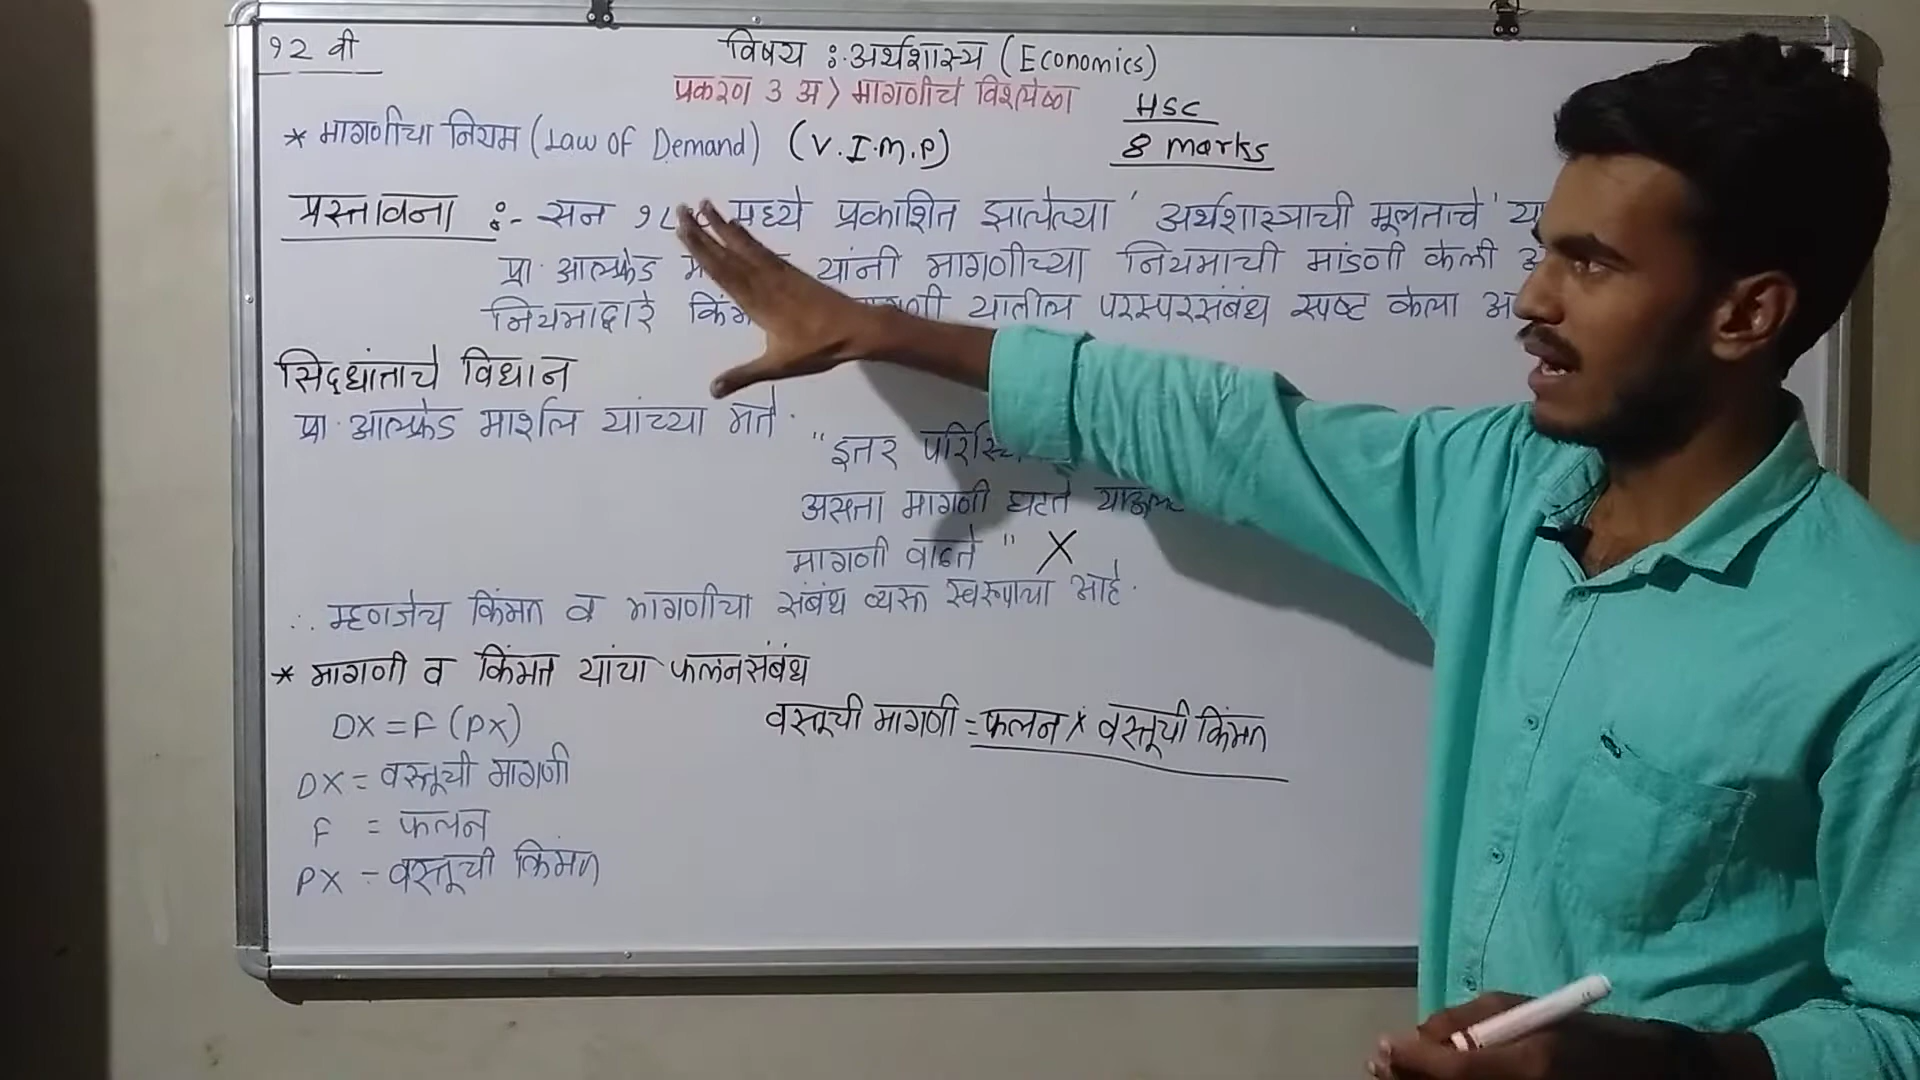 १२ वी
विषय : अर्थशास्त्र (Economics)
प्रकरण ३ अ > मागणीचे विश्लेषण
HSC
8 marks
* मागणीचा नियम (Law of Demand) (V.I.M.P)
प्रस्तावना :- सन मध्ये प्रकाशित झालेल्या ' अर्थशास्त्राची मूलतत्वे '
प्रा. आल्फ्रेड यांनी मागणीच्या नियमाची मांडणी केली
नियमाद्वारे यातील परस्परसंबंध स्पष्ट केला
सिद्धांताचे विधान
प्रा. आल्फ्रेड मार्शल यांच्या मते.
"इतर
असता मागणी घटते
मागणी वाढते " X
∴ म्हणजेच किंमत व मागणीचा संबंध व्यस्त स्वरूपाचा आहे.
* मागणी व किंमत यांचा फलनसंबंध
DX = F (PX)
वस्तूची मागणी = फलन X वस्तूची किंमत
DX = वस्तूची मागणी
F = फलन
PX - वस्तूची किंमत